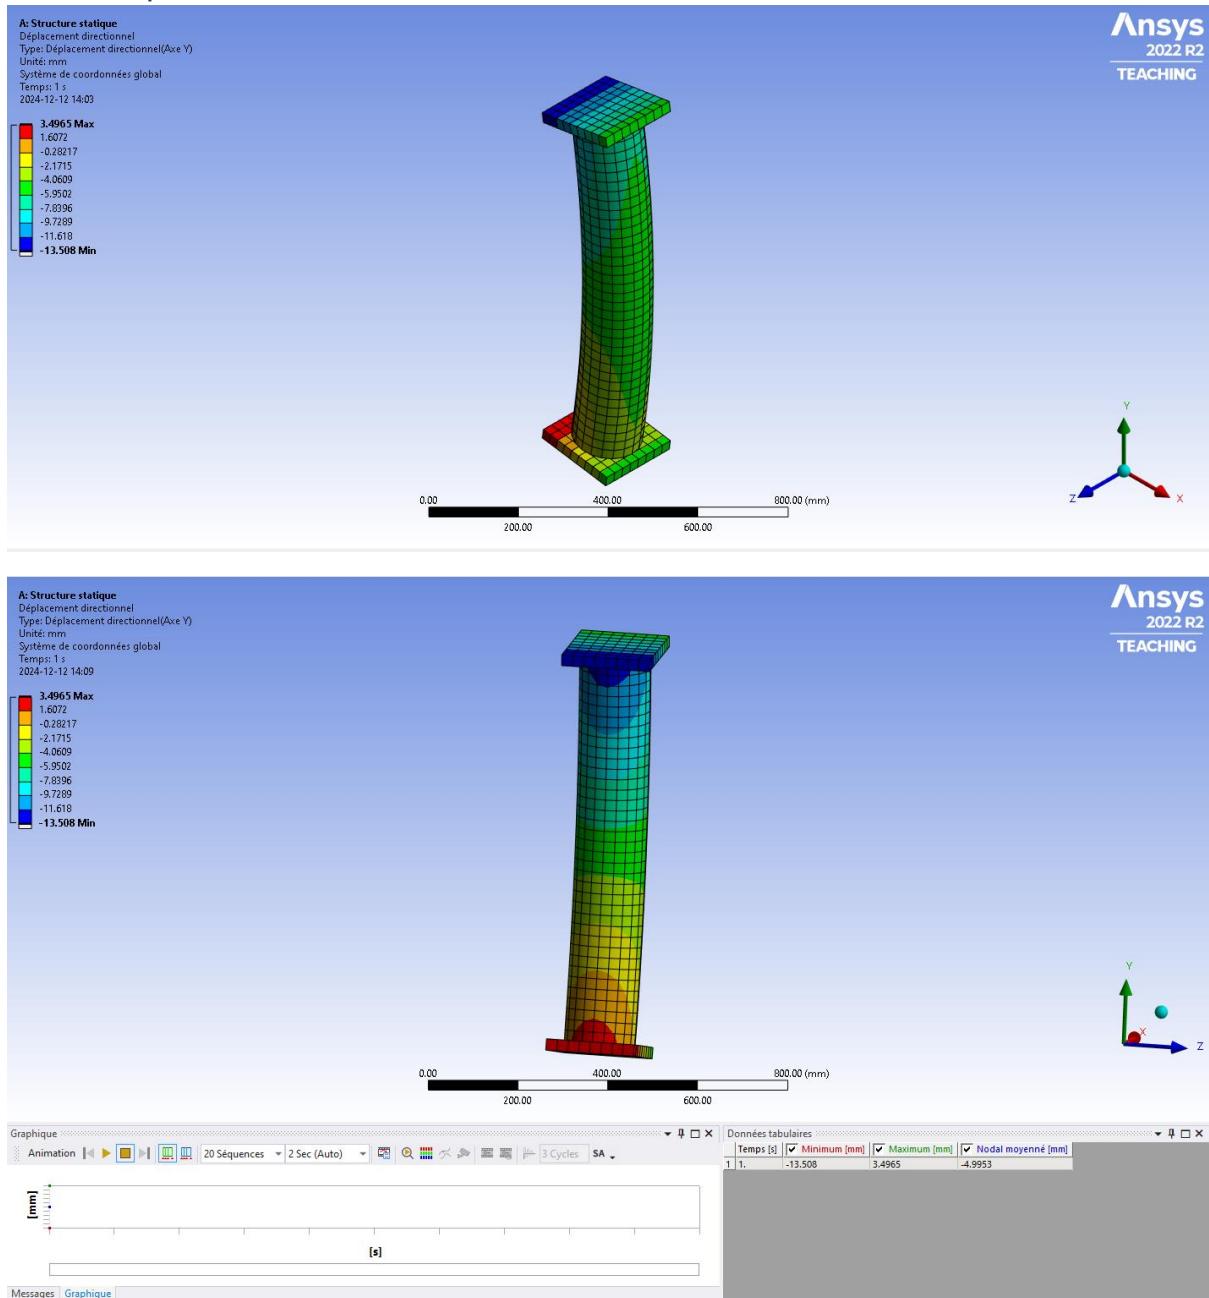 A: Structure statique
Déplacement directionnel
Type: Déplacement directionnel(Axe Y)
Unité: mm
Système de coordonnées global
Temps: 1 s
2024-12-12 14:03
3.4965 Max
1.6072
-0.28217
-2.1715
-4.0609
-5.9502
-7.8396
-9.7289
-11.618
-13.508 Min
Ansys
2022 R2
TEACHING
Y
Z
X
0.00 400.00 800.00 (mm)
200.00 600.00
A: Structure statique
Déplacement directionnel
Type: Déplacement directionnel(Axe Y)
Unité: mm
Système de coordonnées global
Temps: 1 s
2024-12-12 14:09
3.4965 Max
1.6072
-0.28217
-2.1715
-4.0609
-5.9502
-7.8396
-9.7289
-11.618
-13.508 Min
Ansys
2022 R2
TEACHING
Y
X
Z
0.00 400.00 800.00 (mm)
200.00 600.00
Graphique
Animation 20 Séquences 2 Sec (Auto) 3 Cycles SA
[mm]
[s]
Messages Graphique
Données tabulaires
Temps [s] Minimum [mm] Maximum [mm] Nodal moyenné [mm]
1 1. -13.508 3.4965 -4.9953